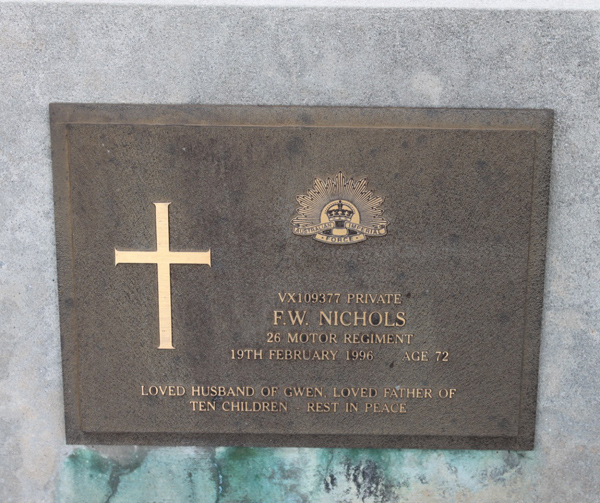 AUSTRALIAN IMPERIAL
FORCE
VX109377 PRIVATE
F.W. NICHOLS
26 MOTOR REGIMENT
19TH FEBRUARY 1996 AGE 72
LOVED HUSBAND OF GWEN, LOVED FATHER OF
TEN CHILDREN - REST IN PEACE